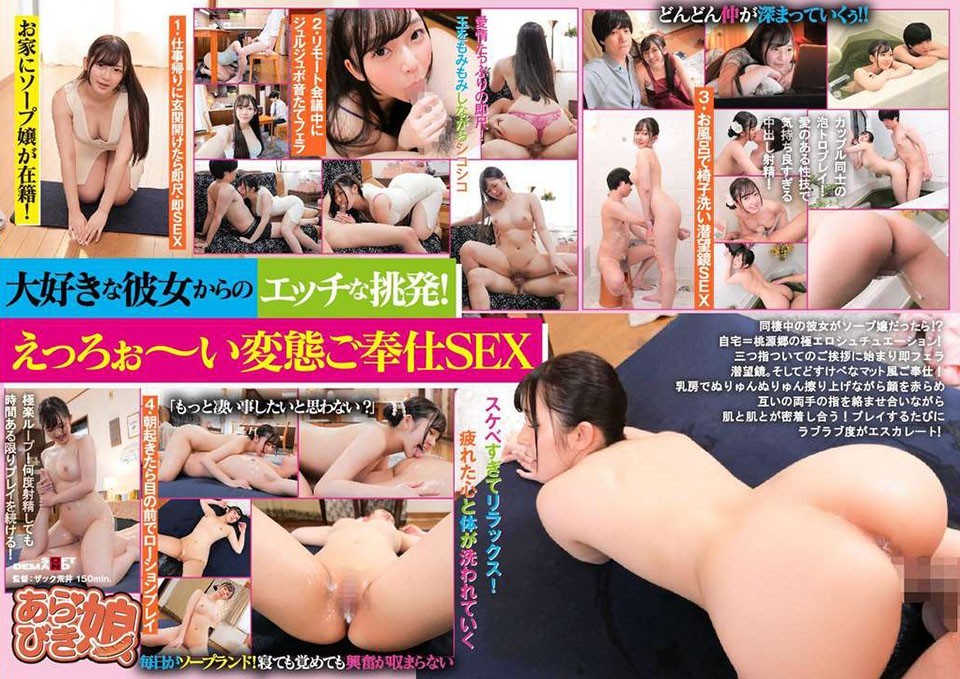 お家にソープ嬢が在籍！
1・仕事帰りに玄関開けたら即尺・即SEX
2・リモート会議中に
ジュルジュボ音たてフェラ
愛情たっぷりの即尺！
玉をもみもみしながらシコシコ
どんどん仲が深まっていくぅ!!
3・お風呂で椅子洗い潜望鏡SEX
カップル同士の
泡トロプレイ！
愛のある性技で
気持ち良すぎる
中出し射精！
大好きな彼女からの
エッチな挑発！
えっろぉ～い変態ご奉仕SEX
同棲中の彼女がソープ嬢だったら!?
自宅＝桃源郷の極エロシュチュエーション！
三つ指ついてのご挨拶に始まり即フェラ
潜望鏡。そしてどすけべなマット風ご奉仕！
乳房でぬりゅんぬりゅん擦り上げながら顔を赤らめ
互いの両手の指を絡ませ合いながら
肌と肌とが密着し合う！プレイするたびに
ラブラブ度がエスカレート！
極楽ループ！何度射精しても
時間ある限りプレイを続ける！
4・朝起きたら目の前でローションプレイ
「もっと凄い事したいと思わない？」
スケベすぎてリラックス！
疲れた心と体が洗われていく
監督：ザック荒井 150min.
あらびき娘
毎日がソープランド！寝ても覚めても興奮が収まらない